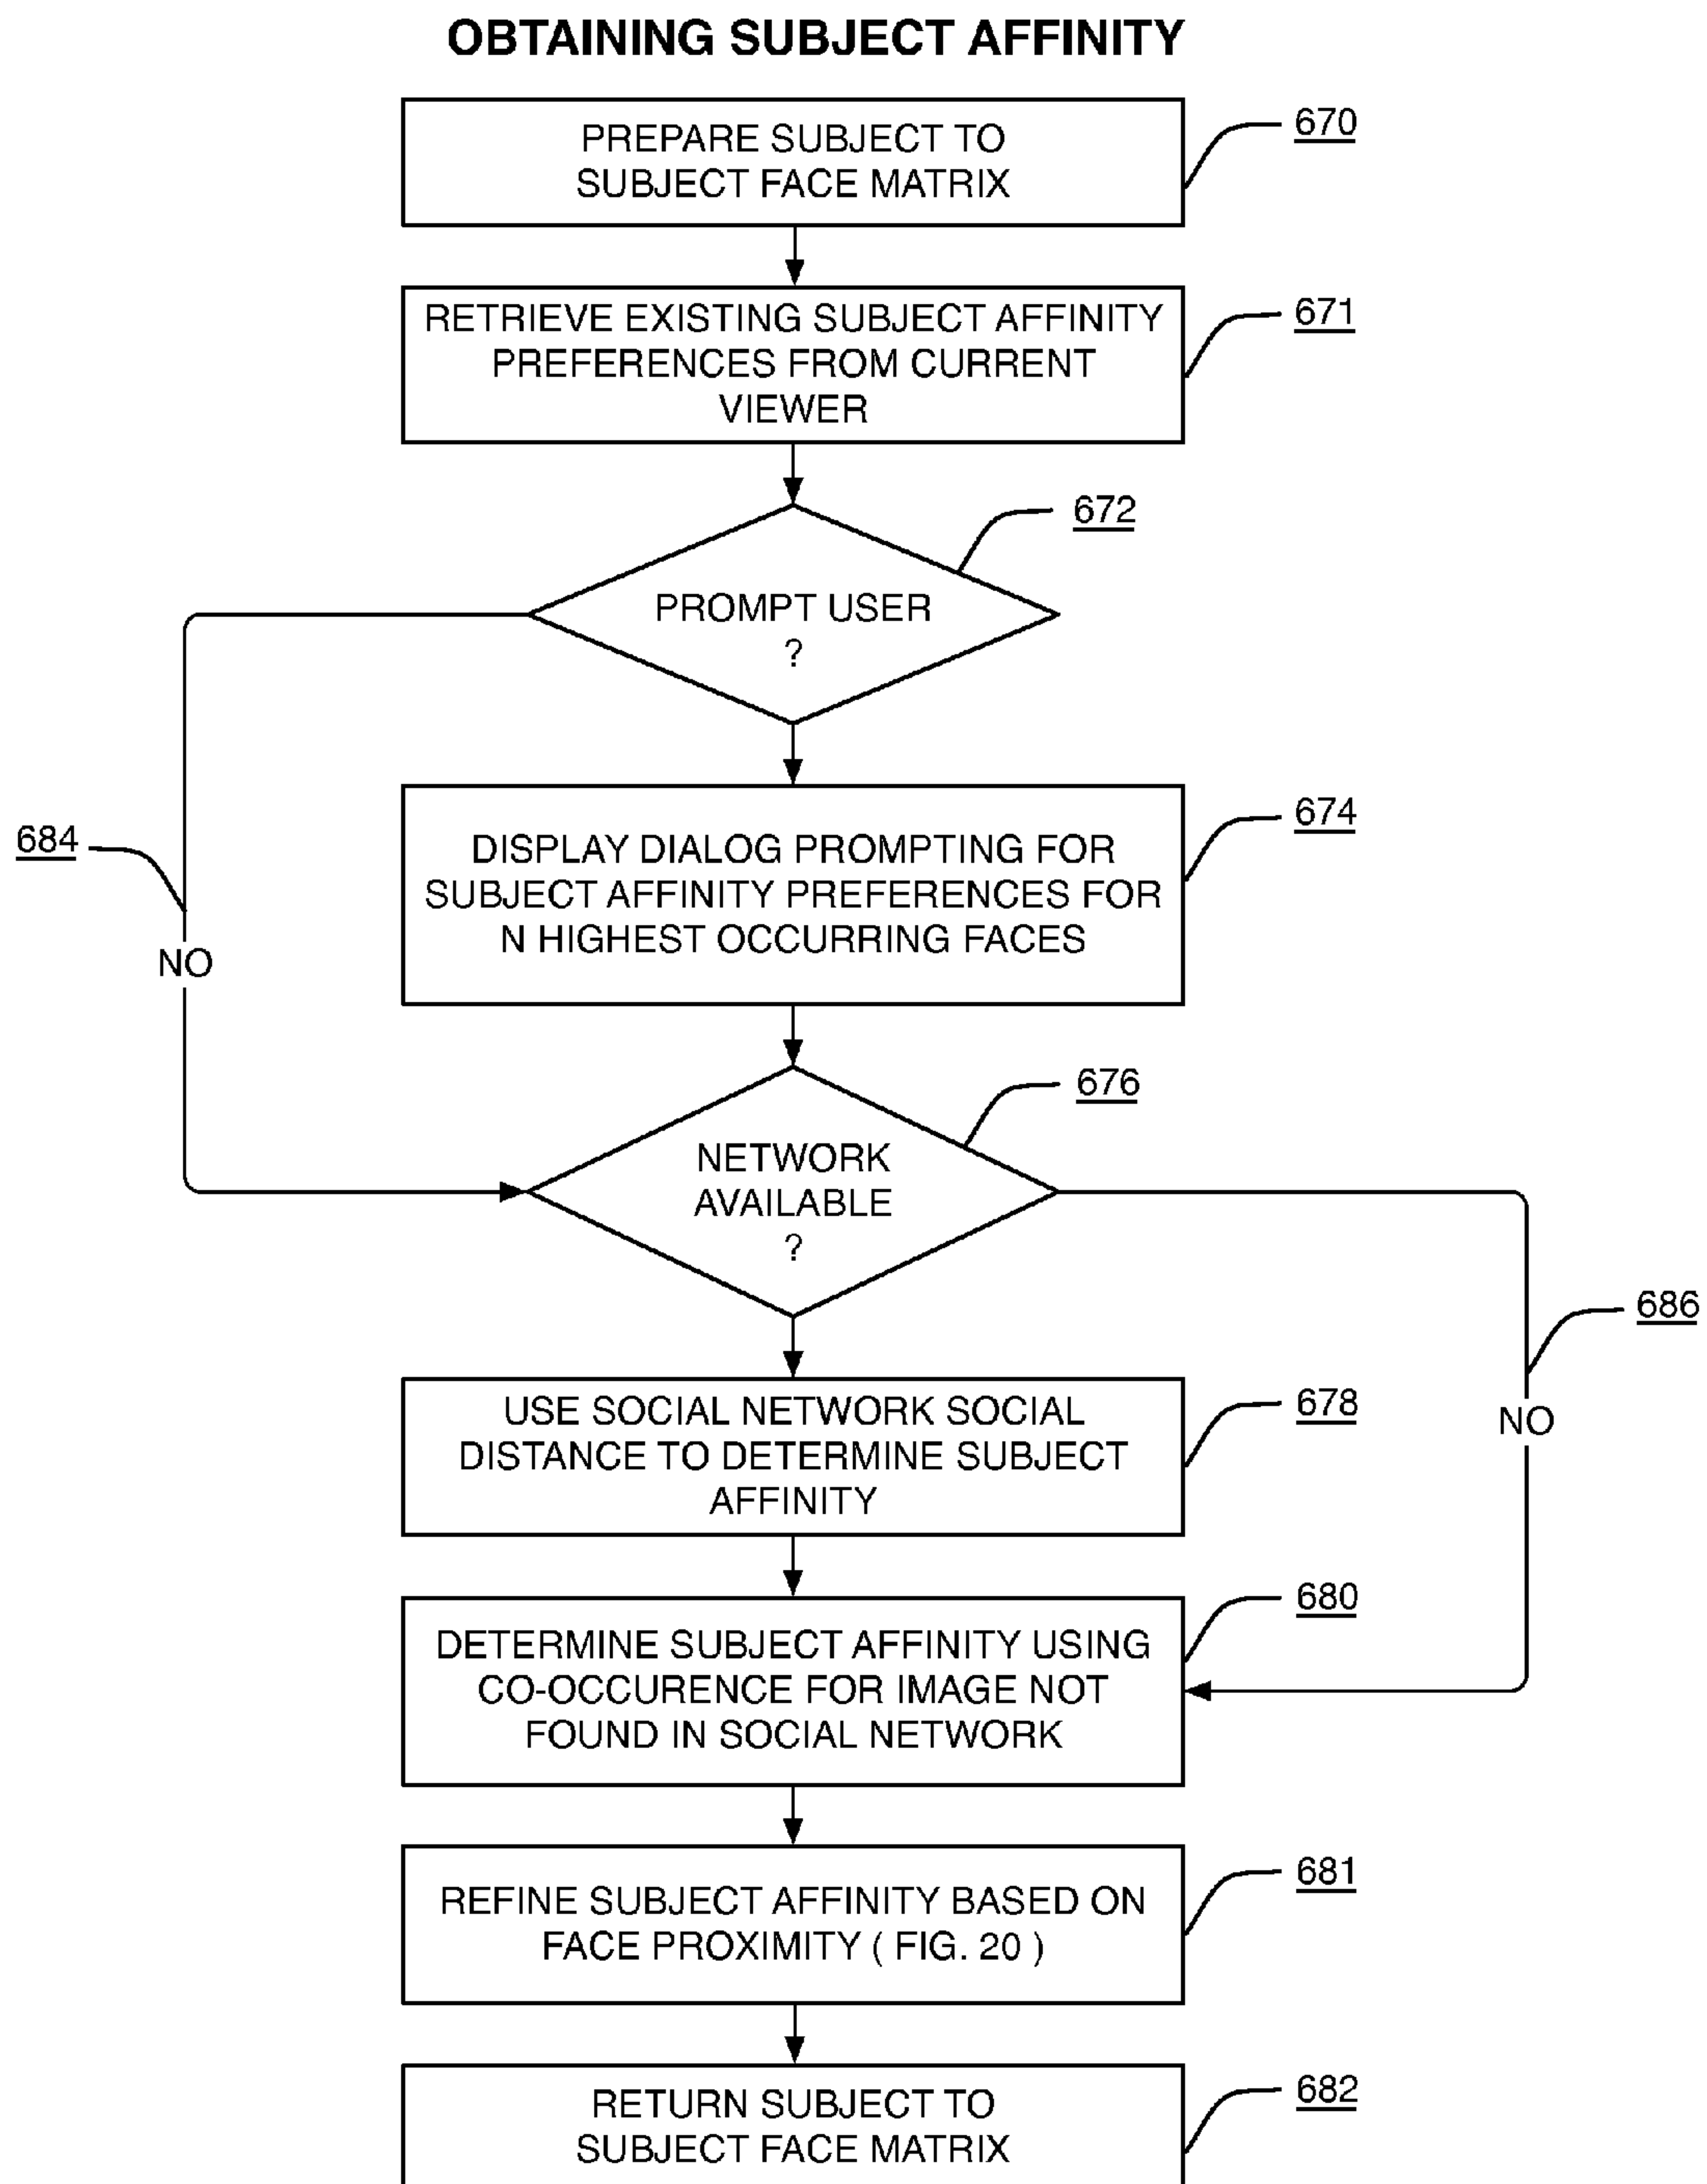 OBTAINING SUBJECT AFFINITY
PREPARE SUBJECT TO
SUBJECT FACE MATRIX
670
RETRIEVE EXISTING SUBJECT AFFINITY
PREFERENCES FROM CURRENT
VIEWER
671
672
PROMPT USER
?
684
NO
DISPLAY DIALOG PROMPTING FOR
SUBJECT AFFINITY PREFERENCES FOR
N HIGHEST OCCURRING FACES
674
676
NETWORK
AVAILABLE
?
686
NO
USE SOCIAL NETWORK SOCIAL
DISTANCE TO DETERMINE SUBJECT
AFFINITY
678
DETERMINE SUBJECT AFFINITY USING
CO-OCCURENCE FOR IMAGE NOT
FOUND IN SOCIAL NETWORK
680
REFINE SUBJECT AFFINITY BASED ON
FACE PROXIMITY ( FIG. 20 )
681
RETURN SUBJECT TO
SUBJECT FACE MATRIX
682